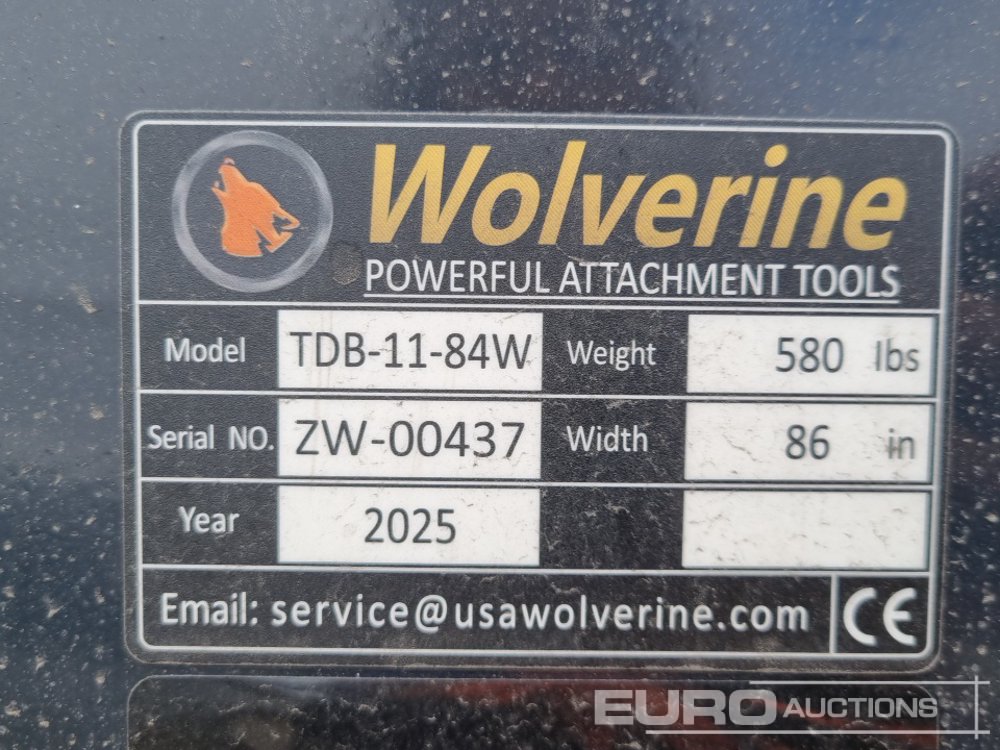 Wolverine
POWERFUL ATTACHMENT TOOLS
Model TDB-11-84W Weight 580 lbs
Serial NO. ZW-00437 Width 86 in
Year 2025
Email: service@usawolverine.com CE
EURO AUCTIONS